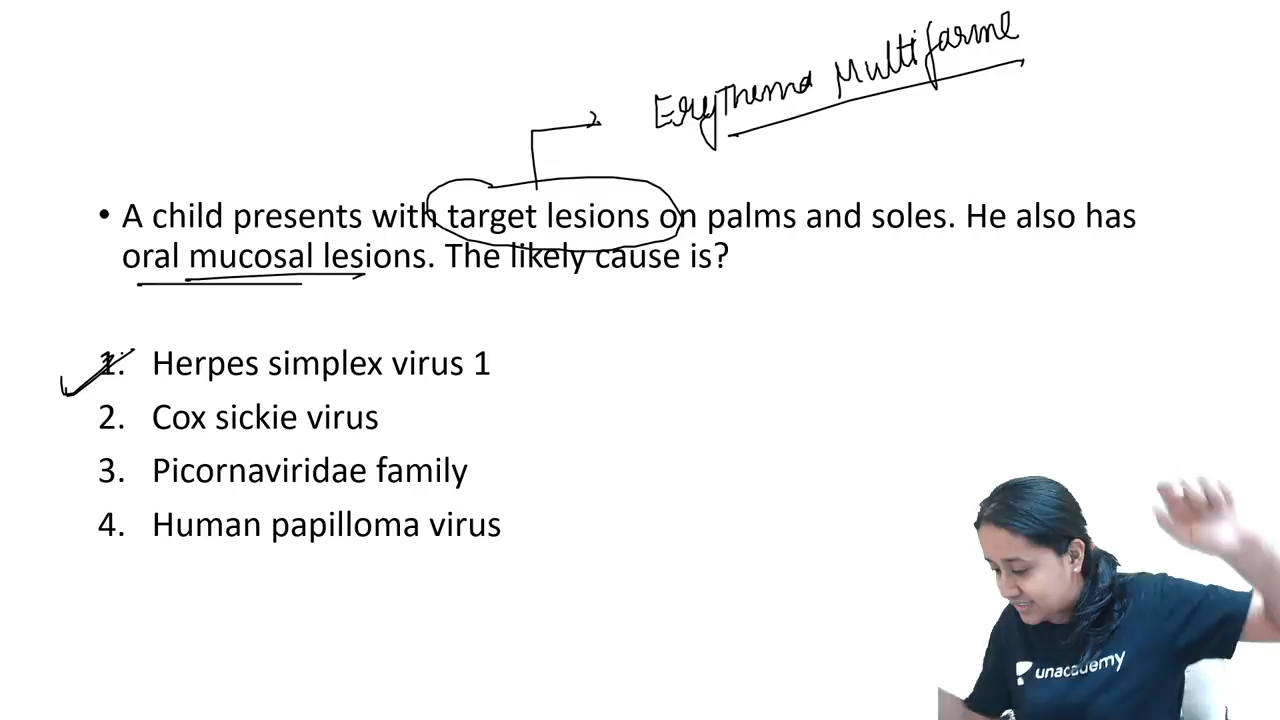 Erythema Multiforme
• A child presents with target lesions on palms and soles. He also has
oral mucosal lesions. The likely cause is?
1. Herpes simplex virus 1
2. Cox sickie virus
3. Picornaviridae family
4. Human papilloma virus
unacademy